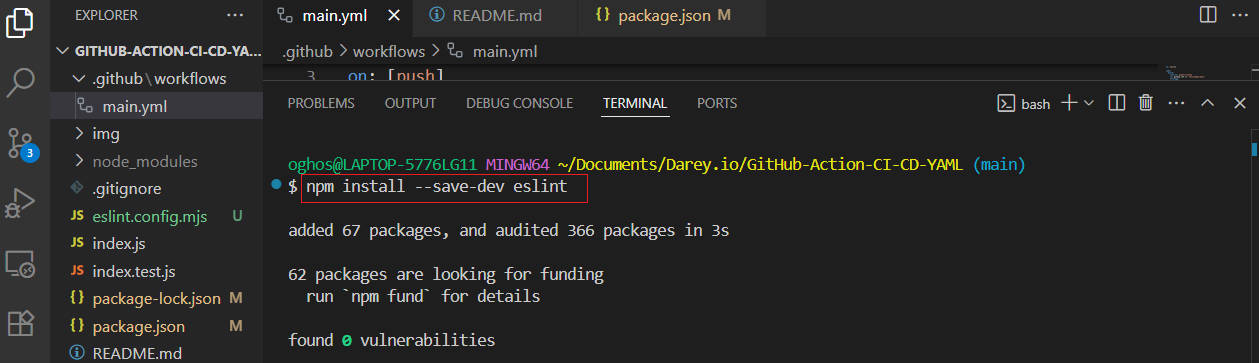 EXPLORER
GITHUB-ACTION-CI-CD-YA...
.github\workflows
main.yml
img
node_modules
.gitignore
JS eslint.config.mjs U
JS index.js
JS index.test.js
{} package-lock.json M
{} package.json M
README.md
3
main.yml
README.md
{} package.json M
.github > workflows > main.yml
3 on: [push]
PROBLEMS OUTPUT DEBUG CONSOLE TERMINAL PORTS
bash
oghos@LAPTOP-5776LG11 MINGW64 ~/Documents/Darey.io/GitHub-Action-CI-CD-YAML (main)
$ npm install --save-dev eslint
added 67 packages, and audited 366 packages in 3s
62 packages are looking for funding
run `npm fund` for details
found 0 vulnerabilities